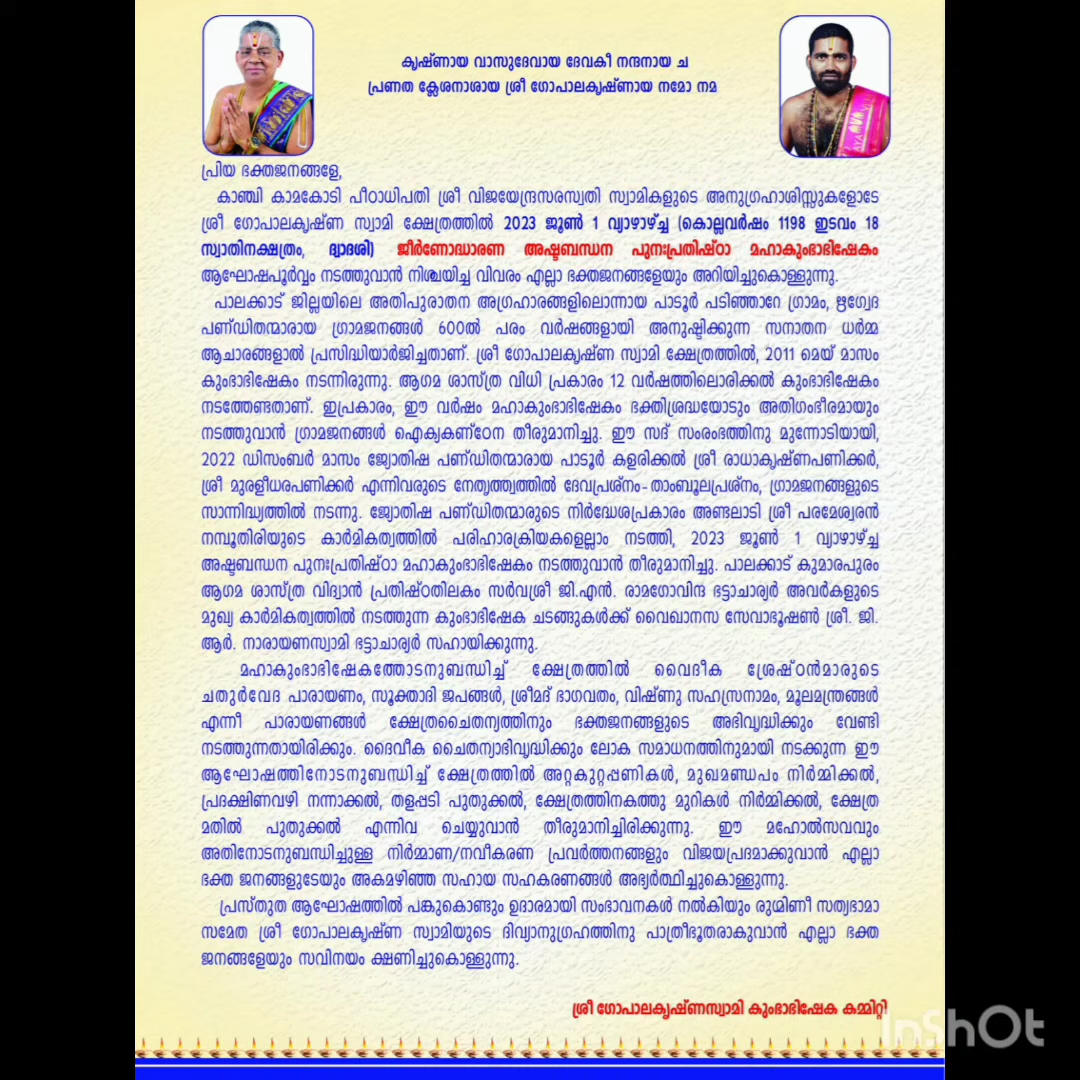 കൃഷ്ണായ വാസുദേവായ ദേവകീ നന്ദനായ ച
പ്രണത ക്ലേശനാശായ ശ്രീ ഗോപാലകൃഷ്ണായ നമോ നമ
പ്രിയ ഭക്തജനങ്ങളേ,
കാഞ്ചി കാമകോടി പീഠാധിപതി ശ്രീ വിജയേന്ദ്രസരസ്വതി സ്വാമികളുടെ അനുഗ്രഹാശിസ്സുകളോടേ
ശ്രീ ഗോപാലകൃഷ്ണ സ്വാമി ക്ഷേത്രത്തിൽ 2023 ജൂൺ 1 വ്യാഴാഴ്ച്ച (കൊല്ലവർഷം 1198 ഇടവം 18
സ്വാതിനക്ഷത്രം, ദ്വാദശി) ജീർണോദ്ധാരണ അഷ്ടബന്ധന പുനഃപ്രതിഷ്ഠാ മഹാകുംഭാഭിഷേകം
ആഘോഷപൂർവ്വം നടത്തുവാൻ നിശ്ചയിച്ച വിവരം എല്ലാ ഭക്തജനങ്ങളേയും അറിയിച്ചുകൊള്ളുന്നു.
പാലക്കാട് ജില്ലയിലെ അതിപുരാതന അഗ്രഹാരങ്ങളിലൊന്നായ പാടൂർ പടിഞ്ഞാറേ ഗ്രാമം, ഋഗ്വേദ
പണ്ഡിതന്മാരായ ഗ്രാമജനങ്ങൾ 600ൽ പരം വർഷങ്ങളായി അനുഷ്ടിക്കുന്ന സനാതന ധർമ്മ
ആചാരങ്ങളാൽ പ്രസിദ്ധിയാർജിച്ചതാണ്. ശ്രീ ഗോപാലകൃഷ്ണ സ്വാമി ക്ഷേത്രത്തിൽ, 2011 മെയ് മാസം
കുംഭാഭിഷേകം നടന്നിരുന്നു. ആഗമ ശാസ്ത്ര വിധി പ്രകാരം 12 വർഷത്തിലൊരിക്കൽ കുംഭാഭിഷേകം
നടത്തേണ്ടതാണ്. ഇപ്രകാരം, ഈ വർഷം മഹാകുംഭാഭിഷേകം ഭക്തിശ്രദ്ധയോടും അതിഗംഭീരമായും
നടത്തുവാൻ ഗ്രാമജനങ്ങൾ ഐക്യകണ്ഠേന തീരുമാനിച്ചു. ഈ സദ് സംരംഭത്തിനു മുന്നോടിയായി,
2022 ഡിസംബർ മാസം ജ്യോതിഷ പണ്ഡിതന്മാരായ പാടൂർ കളരിക്കൽ ശ്രീ രാധാകൃഷ്ണപണിക്കർ,
ശ്രീ മുരളീധരപണിക്കർ എന്നിവരുടെ നേതൃത്ത്വത്തിൽ ദേവപ്രശ്നം-താംബൂലപ്രശ്നം, ഗ്രാമജനങ്ങളുടെ
സാന്നിദ്ധ്യത്തിൽ നടന്നു. ജ്യോതിഷ പണ്ഡിതന്മാരുടെ നിർദ്ദേശപ്രകാരം അണ്ടലാടി ശ്രീ പരമേശ്വരൻ
നമ്പൂതിരിയുടെ കാർമികത്വത്തിൽ പരിഹാരക്രിയകളെല്ലാം നടത്തി, 2023 ജൂൺ 1 വ്യാഴാഴ്ച്ച
അഷ്ടബന്ധന പുനഃപ്രതിഷ്ഠാ മഹാകുംഭാഭിഷേകം നടത്തുവാൻ തീരുമാനിച്ചു. പാലക്കാട് കുമാരപുരം
ആഗമ ശാസ്ത്ര വിദ്വാൻ പ്രതിഷ്ഠതിലകം സർവശ്രീ ജി.എൻ. രാമഗോവിന്ദ ഭട്ടാചാര്യർ അവർകളുടെ
മുഖ്യ കാർമികത്വത്തിൽ നടത്തുന്ന കുംഭാഭിഷേക ചടങ്ങുകൾക്ക് വൈഖാനസ സേവാഭൂഷൺ ശ്രീ. ജി.
ആർ. നാരായണസ്വാമി ഭട്ടാചാര്യർ സഹായിക്കുന്നു.
മഹാകുംഭാഭിഷേകത്തോടനുബന്ധിച്ച് ക്ഷേത്രത്തിൽ വൈദീക ശ്രേഷ്ഠൻമാരുടെ
ചതുർവേദ പാരായണം, സൂക്താദി ജപങ്ങൾ, ശ്രീമദ് ഭാഗവതം, വിഷ്ണു സഹസ്രനാമം, മൂലമന്ത്രങ്ങൾ
എന്നീ പാരായണങ്ങൾ ക്ഷേത്രചൈതന്യത്തിനും ഭക്തജനങ്ങളുടെ അഭിവൃദ്ധിക്കും വേണ്ടി
നടത്തുന്നതായിരിക്കും. ദൈവീക ചൈതന്യാഭിവൃദ്ധിക്കും ലോക സമാധനത്തിനുമായി നടക്കുന്ന ഈ
ആഘോഷത്തിനോടനുബന്ധിച്ച് ക്ഷേത്രത്തിൽ അറ്റകുറ്റപ്പണികൾ, മുഖമണ്ഡപം നിർമ്മിക്കൽ,
പ്രദക്ഷിണവഴി നന്നാക്കൽ, തളപ്പടി പുതുക്കൽ, ക്ഷേത്രത്തിനകത്തു മുറികൾ നിർമ്മിക്കൽ, ക്ഷേത്ര
മതിൽ പുതുക്കൽ എന്നിവ ചെയ്യുവാൻ തീരുമാനിച്ചിരിക്കുന്നു. ഈ മഹോൽസവവും
അതിനോടനുബന്ധിച്ചുള്ള നിർമ്മാണ/നവീകരണ പ്രവർത്തനങ്ങളും വിജയപ്രദമാക്കുവാൻ എല്ലാ
ഭക്ത ജനങ്ങളുടേയും അകമഴിഞ്ഞ സഹായ സഹകരണങ്ങൾ അഭ്യർത്ഥിച്ചുകൊള്ളുന്നു.
പ്രസ്തുത ആഘോഷത്തിൽ പങ്കുകൊണ്ടും ഉദാരമായി സംഭാവനകൾ നൽകിയും രുഗ്മിണീ സത്യഭാമാ
സമേത ശ്രീ ഗോപാലകൃഷ്ണ സ്വാമിയുടെ ദിവ്യാനുഗ്രഹത്തിനു പാത്രീഭൂതരാകുവാൻ എല്ലാ ഭക്ത
ജനങ്ങളേയും സവിനയം ക്ഷണിച്ചുകൊള്ളുന്നു.
ശ്രീ ഗോപാലകൃഷ്ണസ്വാമി കുംഭാഭിഷേക കമ്മിറ്റി
InShOt